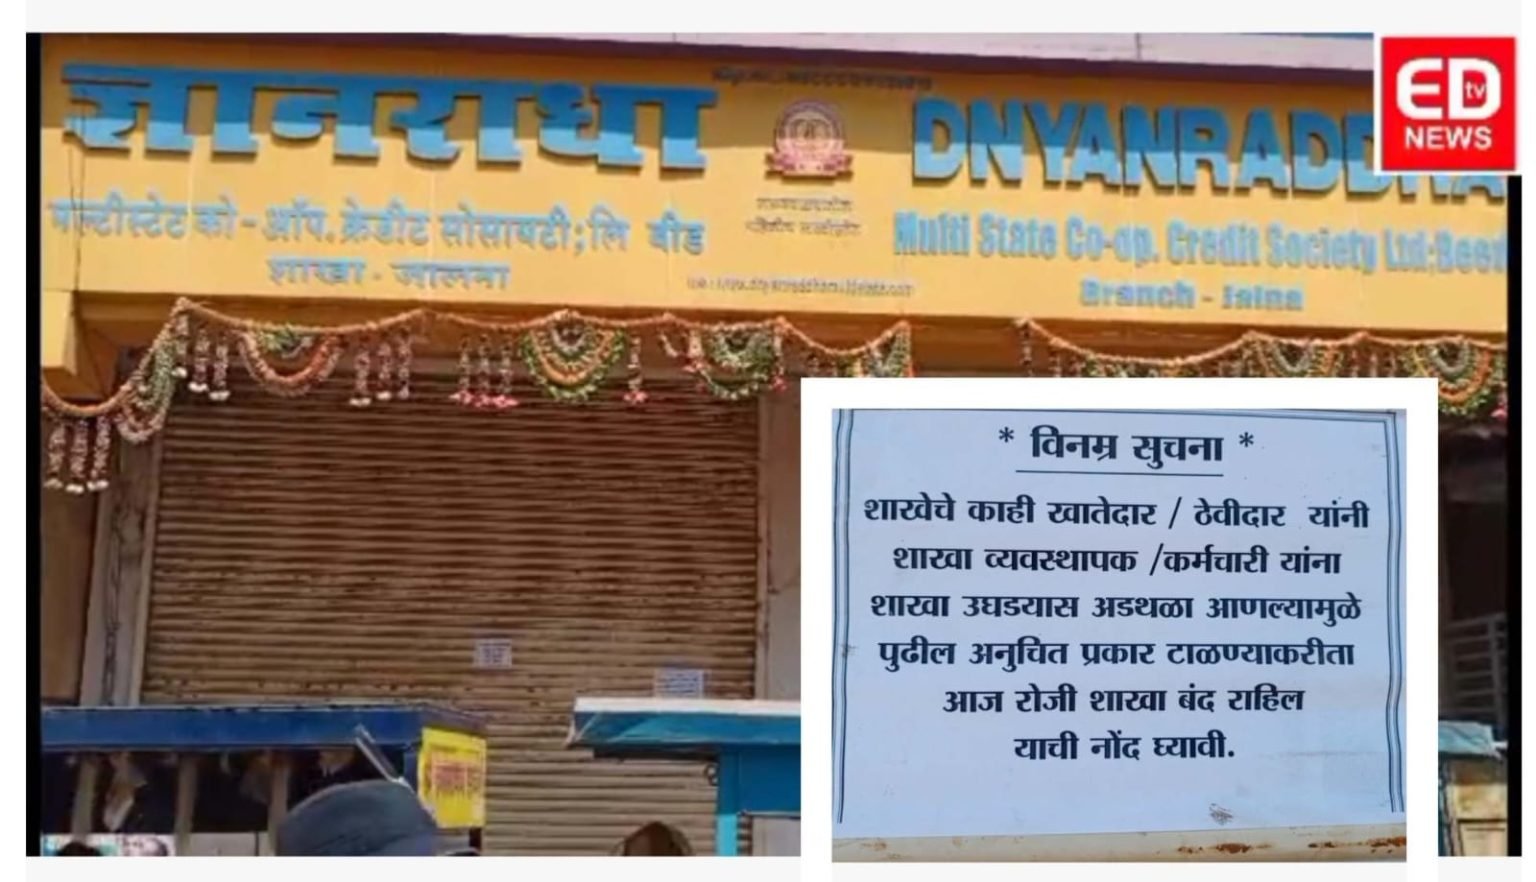 ज्ञानराधा
मल्टीस्टेट को-ऑप. क्रेडीट सोसायटी;लि बीड
शाखा - जालना
DNYANRADDHA
Multi State Co-op. Credit Society Ltd;Beed
Branch - Jalna
ED
tv
NEWS
* विनम्र सुचना *
शाखेचे काही खातेदार / ठेवीदार यांनी
शाखा व्यवस्थापक /कर्मचारी यांना
शाखा उघडयास अडथळा आणल्यामुळे
पुढील अनुचित प्रकार टाळण्याकरीता
आज रोजी शाखा बंद राहिल
याची नोंद घ्यावी.